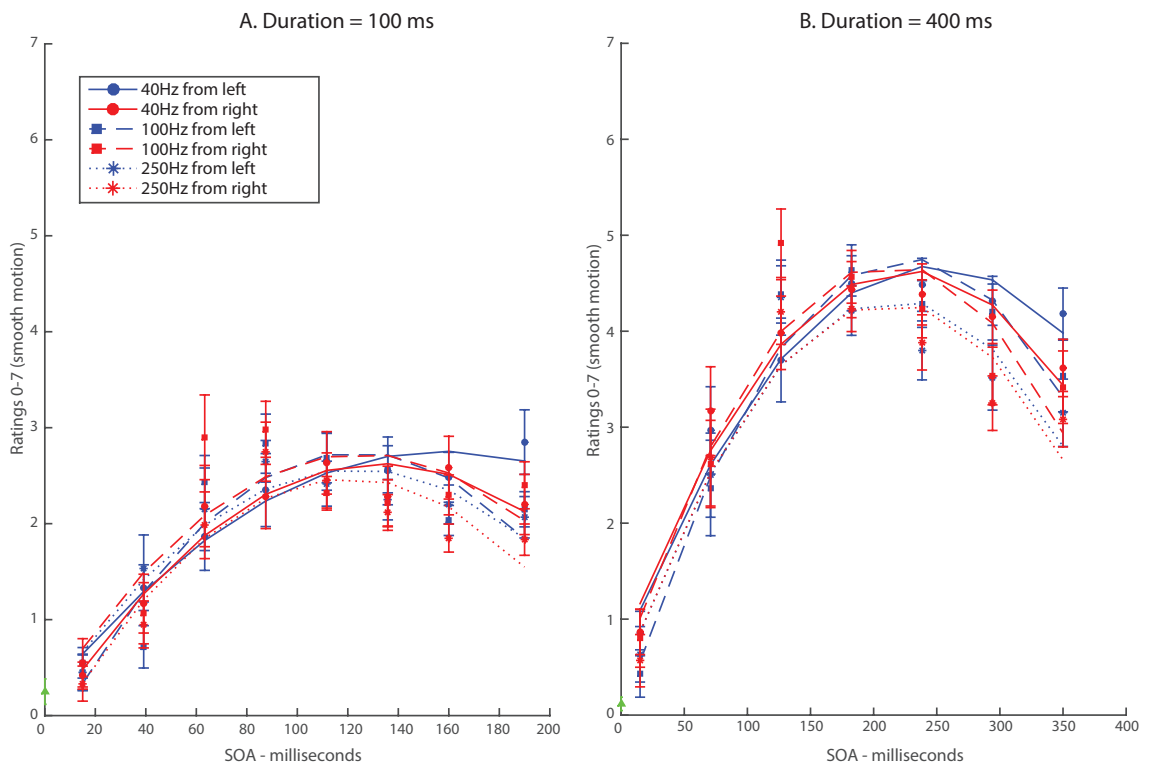 A. Duration = 100 ms
7
6
5
4
3
2
1
0
Ratings 0-7 (smooth motion)
40Hz from left
40Hz from right
100Hz from left
100Hz from right
250Hz from left
250Hz from right
0 20 40 60 80 100 120 140 160 180 200
SOA - milliseconds
B. Duration = 400 ms
7
6
5
4
3
2
1
0
Ratings 0-7 (smooth motion)
0 50 100 150 200 250 300 350 400
SOA - milliseconds